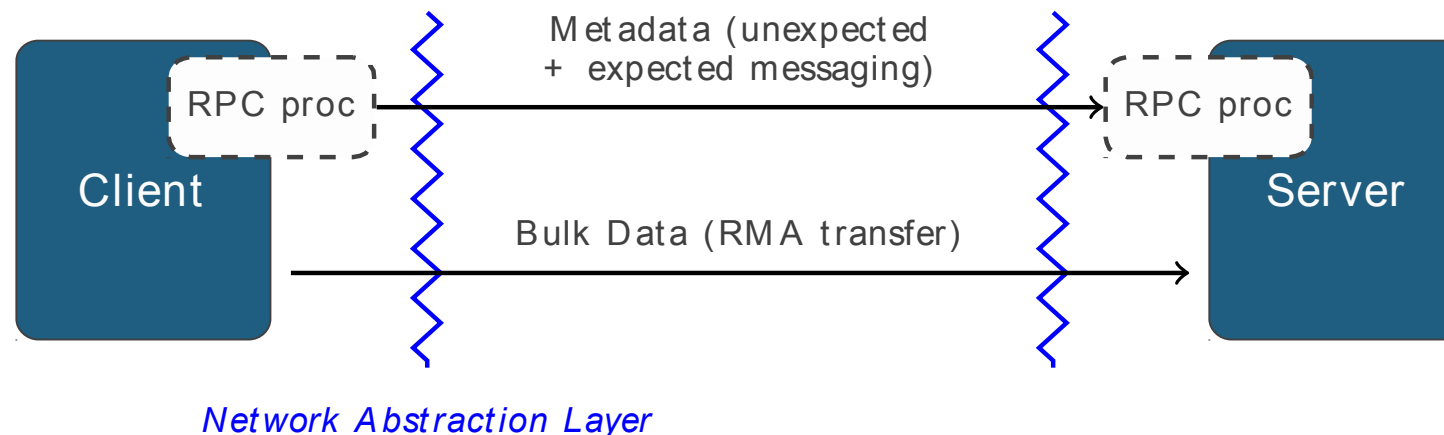 Metadata (unexpected
+ expected messaging)
RPC proc
RPC proc
Client
Server
Bulk Data (RMA transfer)
Network Abstraction Layer